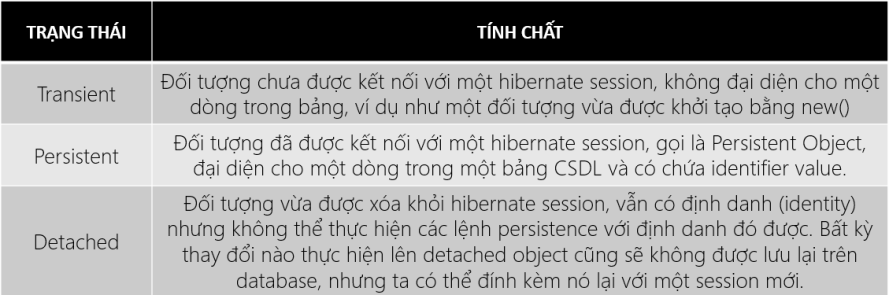 TRẠNG THÁI
TÍNH CHẤT
Transient
Đối tượng chưa được kết nối với một hibernate session, không đại diện cho một
dòng trong bảng, ví dụ như một đối tượng vừa được khởi tạo bằng new()
Persistent
Đối tượng đã được kết nối với một hibernate session, gọi là Persistent Object,
đại diện cho một dòng trong một bảng CSDL và có chứa identifier value.
Detached
Đối tượng vừa được xóa khỏi hibernate session, vẫn có định danh (identity)
nhưng không thể thực hiện các lệnh persistence với định danh đó được. Bất kỳ
thay đổi nào thực hiện lên detached object cũng sẽ không được lưu lại trên
database, nhưng ta có thể đính kèm nó lại với một session mới.